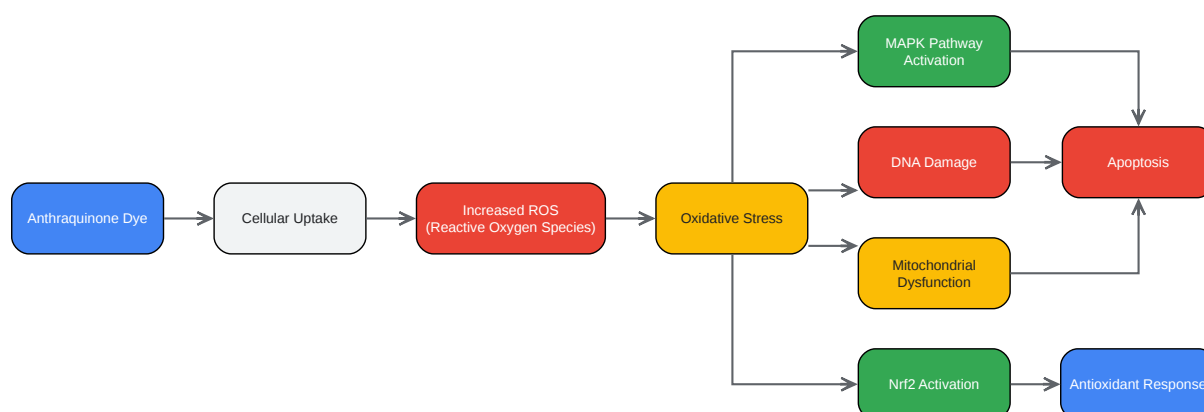 MAPK Pathway
Activation
DNA Damage
Apoptosis
Anthraquinone Dye
Cellular Uptake
Increased ROS
(Reactive Oxygen Species)
Oxidative Stress
Mitochondrial
Dysfunction
Nrf2 Activation
Antioxidant Response